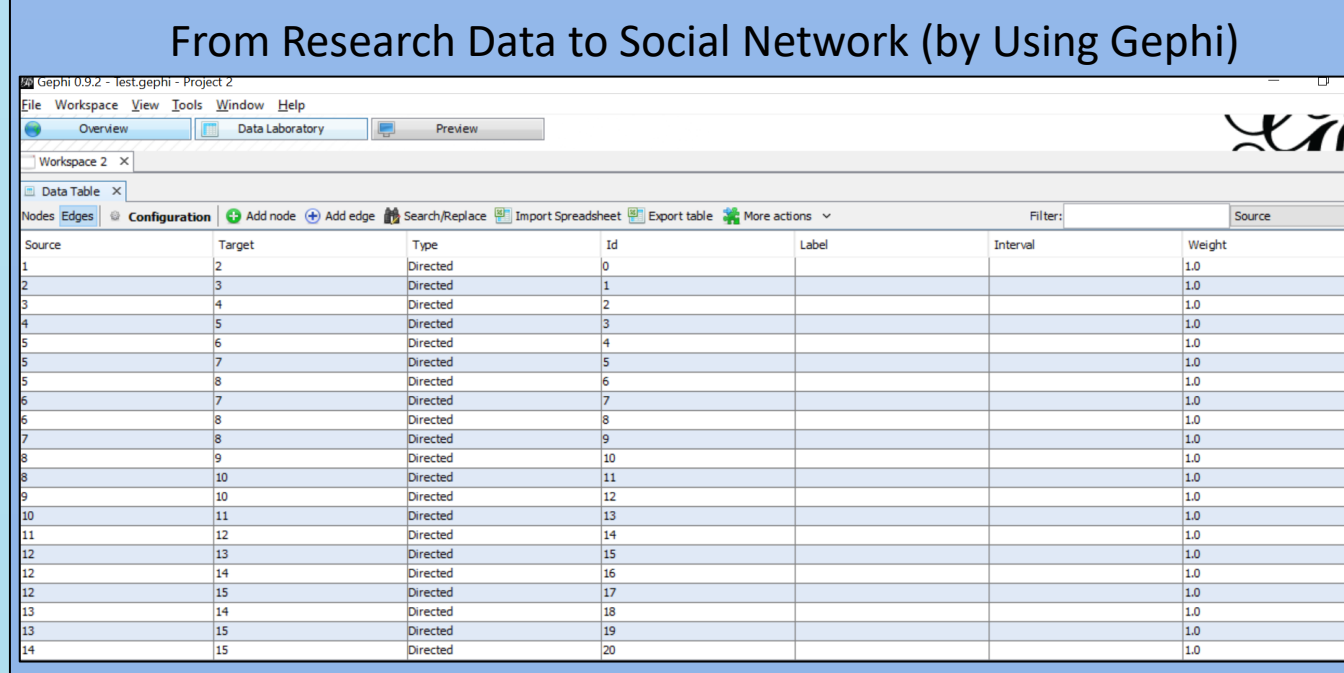 From Research Data to Social Network (by Using Gephi)
Gephi 0.9.2 - Test.gephi - Project 2
File Workspace View Tools Window Help
Overview Data Laboratory Preview
Workspace 2
Data Table
Nodes Edges Configuration Add node Add edge Search/Replace Import Spreadsheet Export table More actions Filter: Source
Source Target Type Id Label Interval Weight
1 2 Directed 0 1.0
2 3 Directed 1 1.0
3 4 Directed 2 1.0
4 5 Directed 3 1.0
5 6 Directed 4 1.0
5 7 Directed 5 1.0
5 8 Directed 6 1.0
6 7 Directed 7 1.0
6 8 Directed 8 1.0
7 8 Directed 9 1.0
8 9 Directed 10 1.0
8 10 Directed 11 1.0
9 10 Directed 12 1.0
10 11 Directed 13 1.0
11 12 Directed 14 1.0
12 13 Directed 15 1.0
12 14 Directed 16 1.0
12 15 Directed 17 1.0
13 14 Directed 18 1.0
13 15 Directed 19 1.0
14 15 Directed 20 1.0